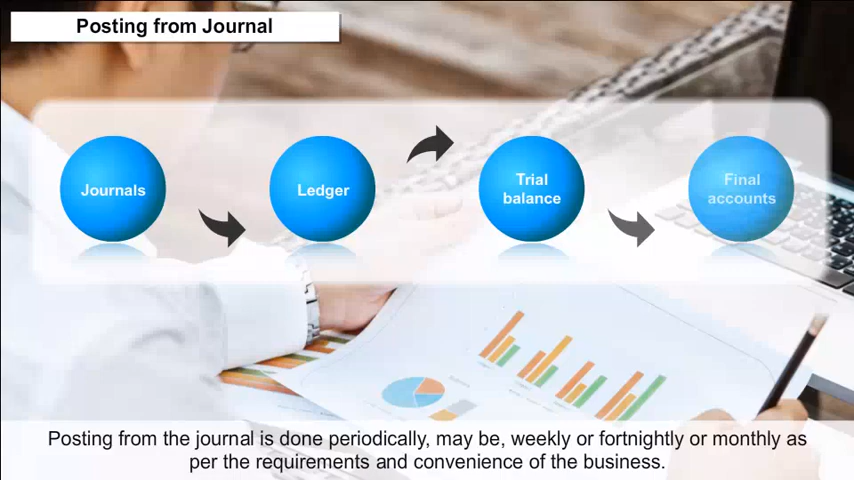 Posting from Journal
Journals
Ledger
Trial
balance
Final
accounts
Posting from the journal is done periodically, may be, weekly or fortnightly or monthly as
per the requirements and convenience of the business.